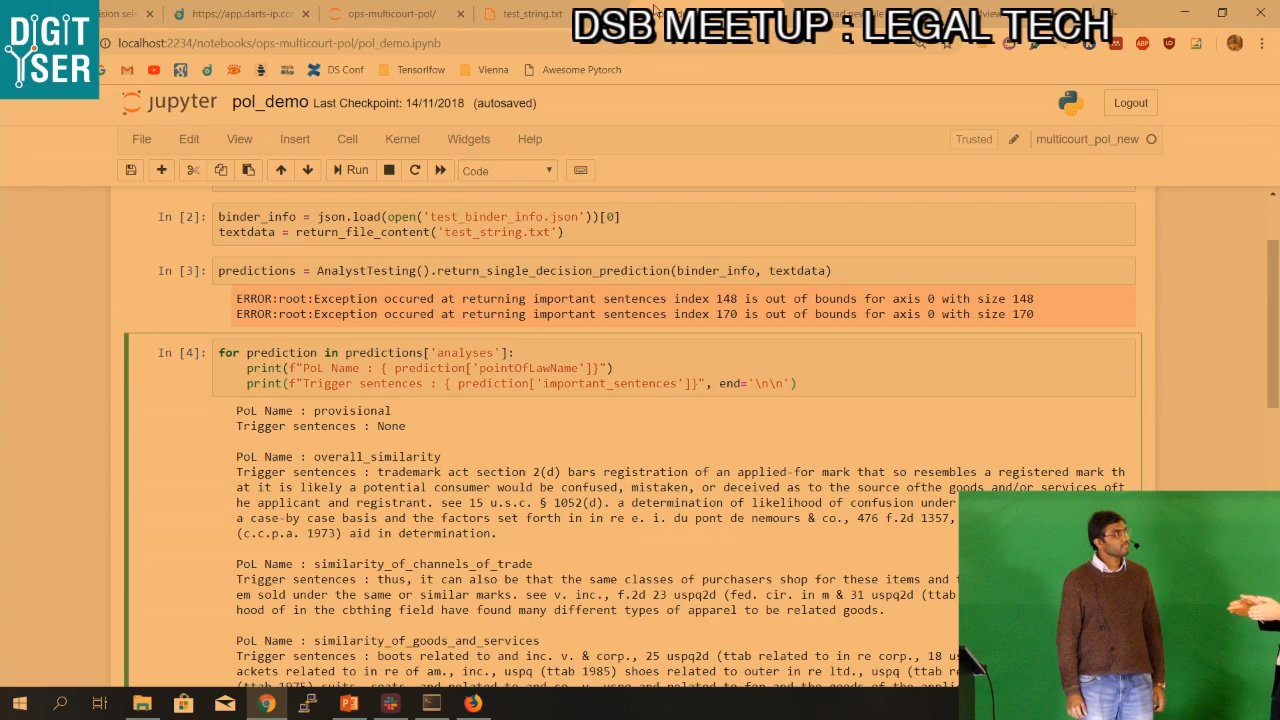 DIGIT
YSER
DSB MEETUP : LEGAL TECH
https://app.darts-ip.co
ops-multicourt-pol/
test_string.txt
localhost:2234/notebooks/ops-multicourt-pol/pol_demo.ipynb
DS Conf
Tensorlfow
Vienna
Awesome Pytorch
ABP
jupyter
pol_demo Last Checkpoint: 14/11/2018 (autosaved)
Logout
File Edit View Insert Cell Kernel Widgets Help
Trusted
multicourt_pol_new
Run
Code
In [2]: binder_info = json.load(open('test_binder_info.json'))[0]
textdata = return_file_content('test_string.txt')
In [3]: predictions = AnalystTesting().return_single_decision_prediction(binder_info, textdata)
ERROR:root:Exception occured at returning important sentences index 148 is out of bounds for axis 0 with size 148
ERROR:root:Exception occured at returning important sentences index 170 is out of bounds for axis 0 with size 170
In [4]: for prediction in predictions['analyses']:
print(f"PoL Name : { prediction['pointOfLawName']}")
print(f"Trigger sentences : { prediction['important_sentences']}", end='\n\n')
PoL Name : provisional
Trigger sentences : None
PoL Name : overall_similarity
Trigger sentences : trademark act section 2(d) bars registration of an applied-for mark that so resembles a registered mark th
at it is likely a potential consumer would be confused, mistaken, or deceived as to the source ofthe goods and/or services oft
he applicant and registrant. see 15 u.s.c. § 1052(d). a determination of likelihood of confusion under
a case-by case basis and the factors set forth in in re e. i. du pont de nemours & co., 476 f.2d 1357,
(c.c.p.a. 1973) aid in determination.
PoL Name : similarity_of_channels_of_trade
Trigger sentences : thus, it can also be that the same classes of purchasers shop for these items and t
em sold under the same or similar marks. see v. inc., f.2d 23 uspq2d (fed. cir. in m & 31 uspq2d (ttab
hood of in the cbthing field have found many different types of apparel to be related goods.
PoL Name : similarity_of_goods_and_services
Trigger sentences : boots related to and inc. v. & corp., 25 uspq2d (ttab related to in re corp., 18 us
ackets related to in re of am., inc., uspq (ttab 1985) shoes related to outer in re ltd., uspq (ttab re